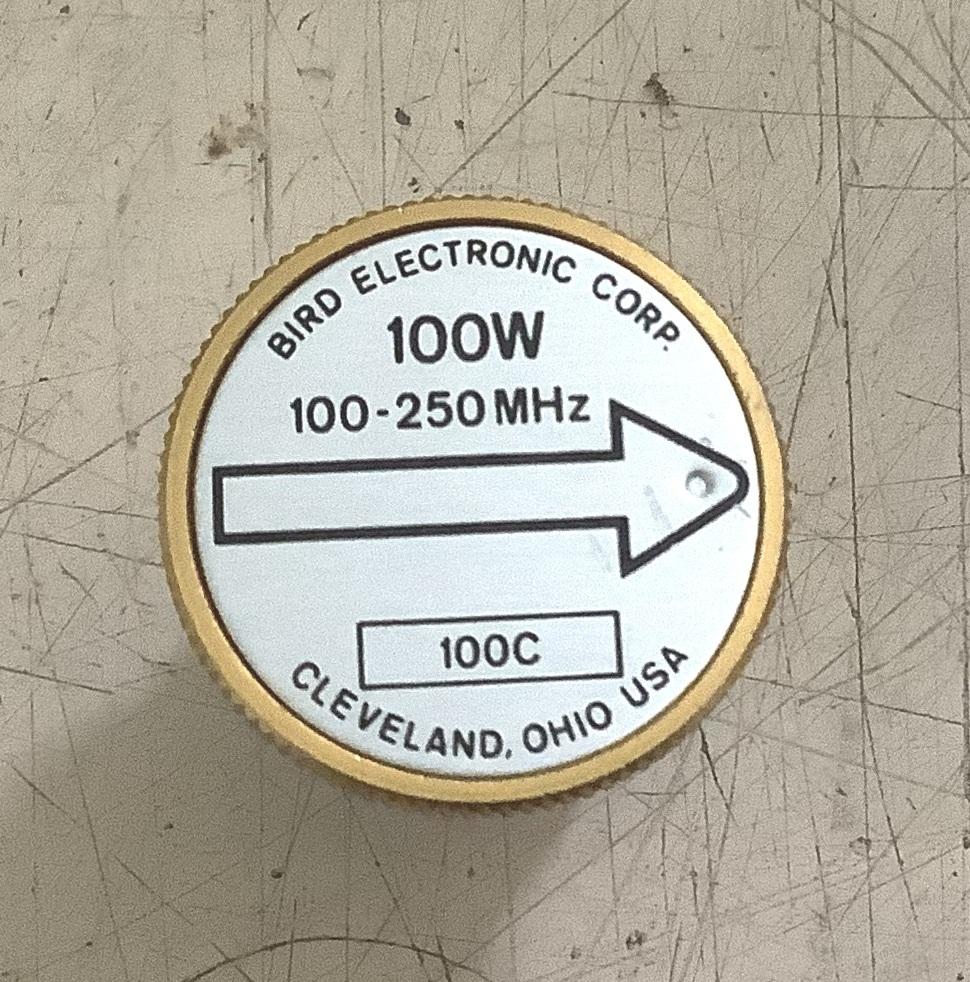 BIRD ELECTRONIC CORP.
100W
100-250 MHz
100C
CLEVELAND, OHIO USA